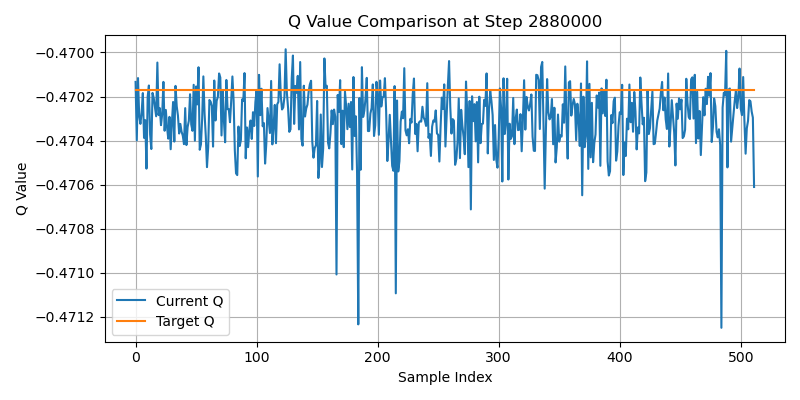 Q Value Comparison at Step 2880000
Q Value
−0.4700
−0.4702
−0.4704
−0.4706
−0.4708
−0.4710
−0.4712
Current Q
Target Q
0
100
200
300
400
500
Sample Index